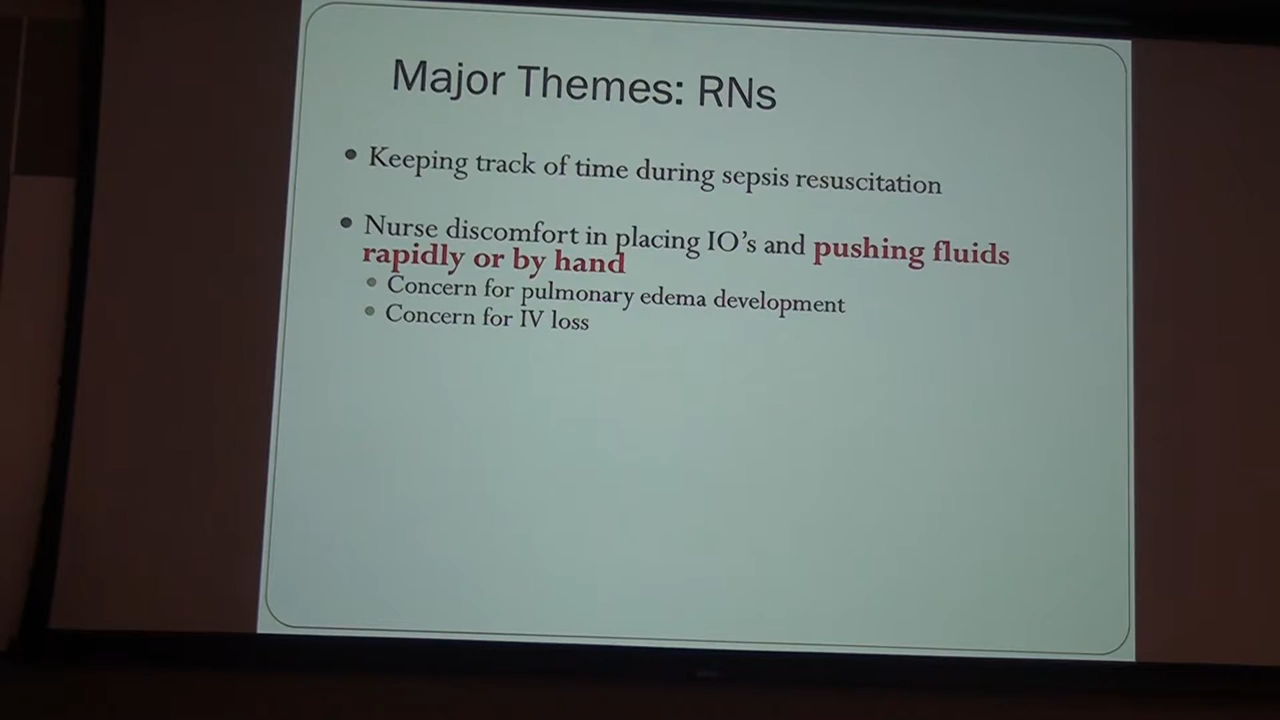 Major Themes: RNs
• Keeping track of time during sepsis resuscitation
• Nurse discomfort in placing IO's and pushing fluids
rapidly or by hand
• Concern for pulmonary edema development
• Concern for IV loss